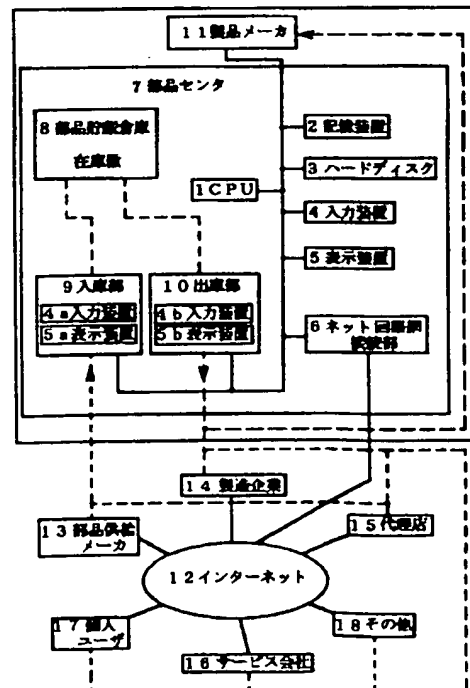 11製品メーカ
7部品センタ
8部品貯蔵倉庫
在庫数
2記憶装置
3ハードディスク
1CPU
4入力装置
5表示装置
9入庫部
4a入力装置
5a表示装置
10出庫部
4b入力装置
5b表示装置
6ネット回線網
接続部
14製造企業
13部品供給
メーカ
15代理店
12インターネット
17個人
ユーザ
18その他
16サービス会社